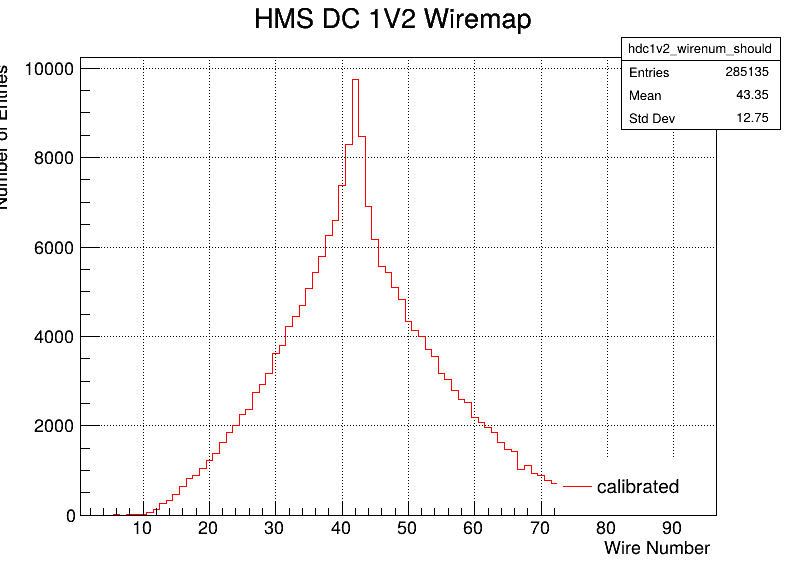 HMS DC 1V2 Wiremap
hdc1v2_wirenum_should
Entries 285135
Mean 43.35
Std Dev 12.75
Number of Entries
10000
8000
6000
4000
2000
0
calibrated
10 20 30 40 50 60 70 80 90
Wire Number